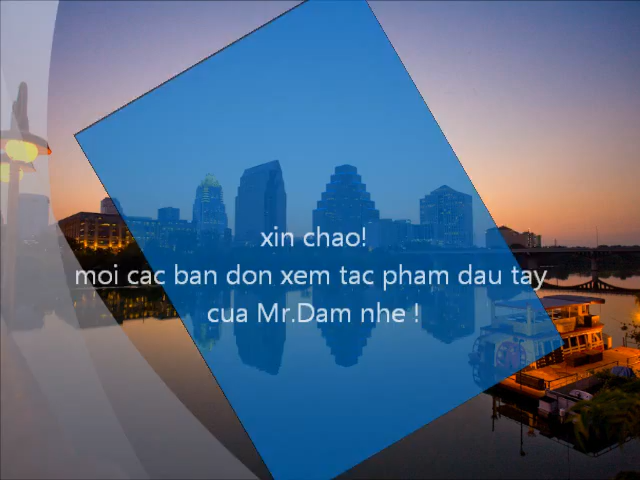 xin chao!
moi cac ban don xem tac pham dau tay
cua Mr.Dam nhe !